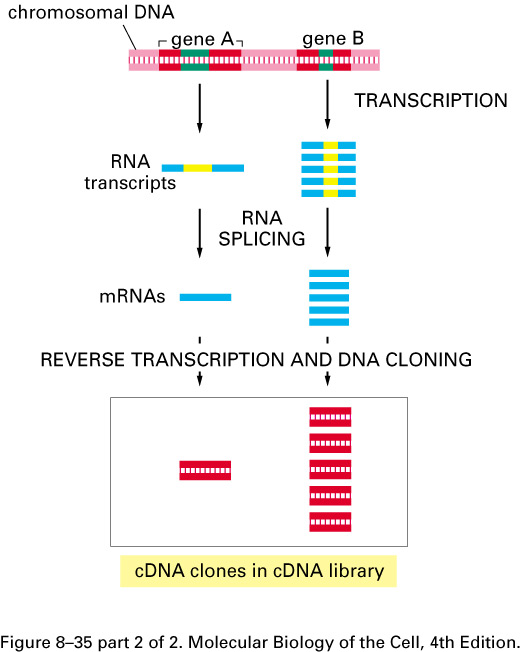 chromosomal DNA
gene A
gene B
TRANSCRIPTION
RNA
transcripts
RNA
SPLICING
mRNAs
REVERSE TRANSCRIPTION AND DNA CLONING
cDNA clones in cDNA library
Figure 8–35 part 2 of 2. Molecular Biology of the Cell, 4th Edition.